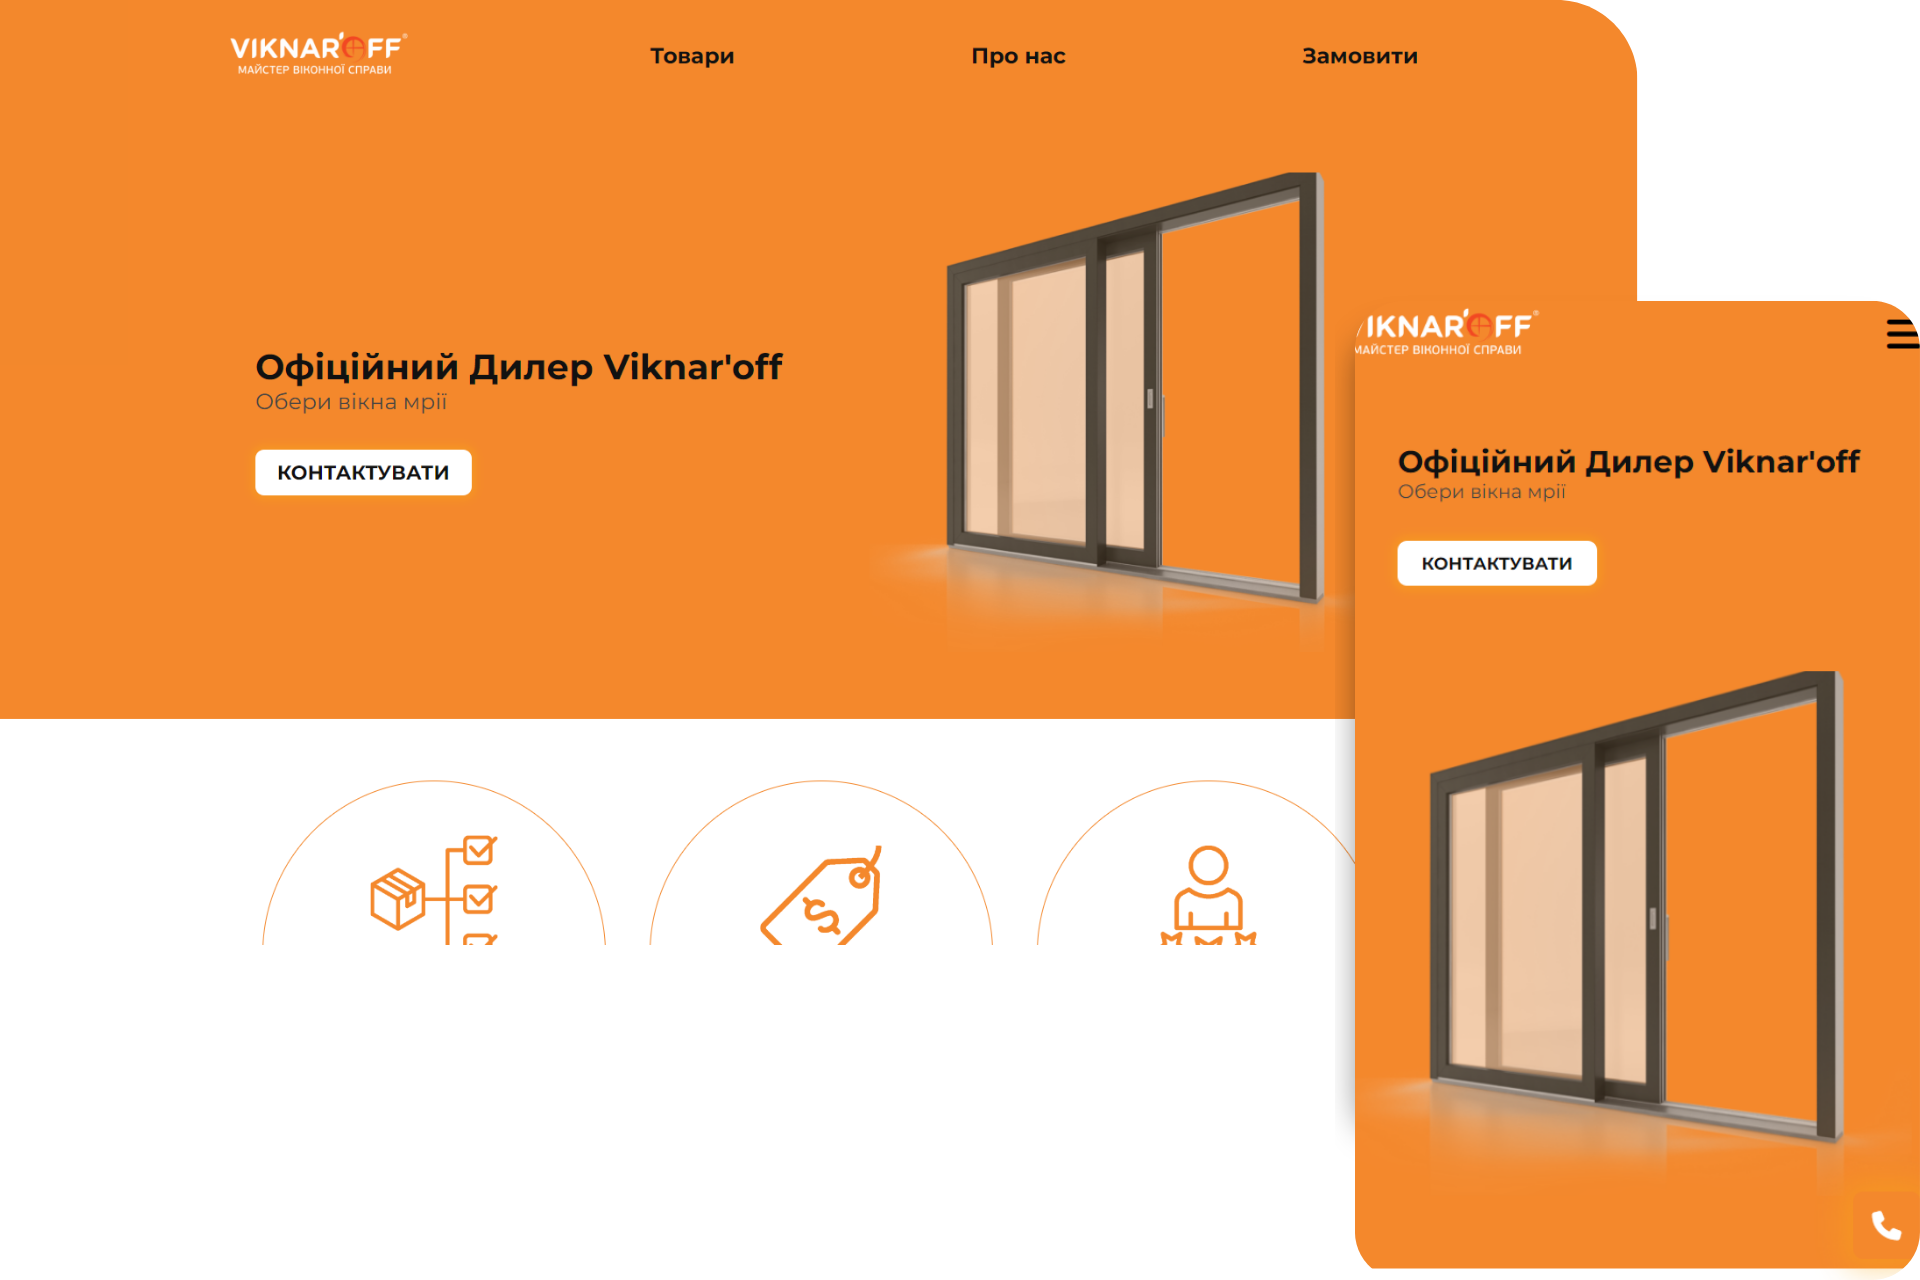 VIKNAR'OFF®
МАЙСТЕР ВІКОННОЇ СПРАВИ
Товари
Про нас
Замовити
Офіційний Дилер Viknar'off
Обери вікна мрії
КОНТАКТУВАТИ
IKNAR'OFF®
МАЙСТЕР ВІКОННОЇ СПРАВИ
Офіційний Дилер Viknar'off
Обери вікна мрії
КОНТАКТУВАТИ